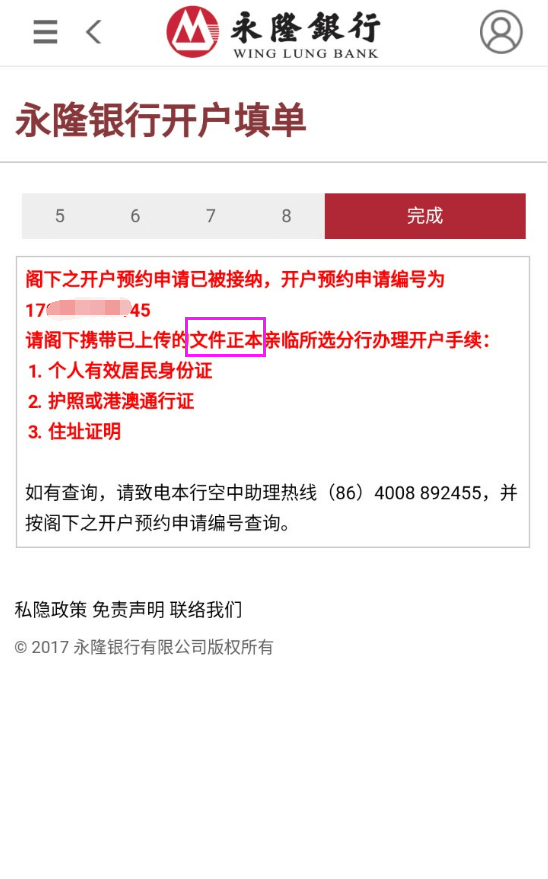 永隆銀行
WING LUNG BANK
永隆银行开户填单
5 6 7 8 完成
阁下之开户预约申请已被接纳，开户预约申请编号为
17 45
请阁下携带已上传的文件正本亲临所选分行办理开户手续：
1. 个人有效居民身份证
2. 护照或港澳通行证
3. 住址证明
如有查询，请致电本行空中助理热线（86）4008 892455，并
按阁下之开户预约申请编号查询。
私隐政策 免责声明 联络我们
© 2017 永隆银行有限公司版权所有